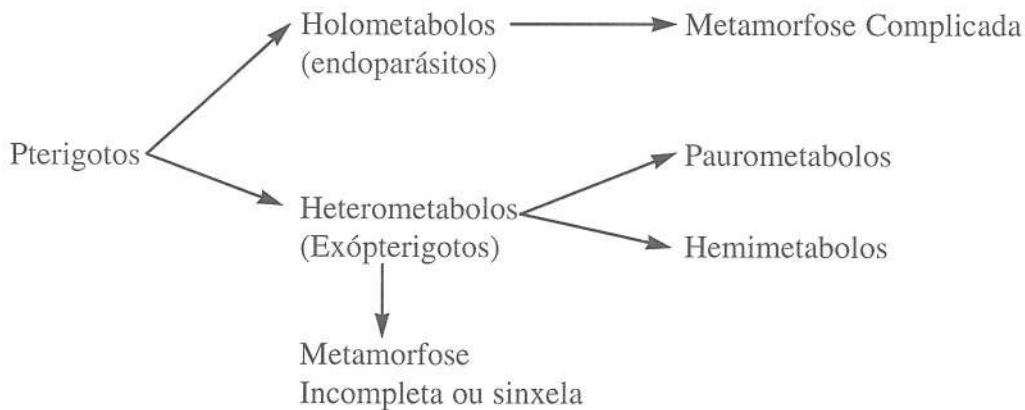 Holometabolos
(endoparásitos)
Metamorfose Complicada
Pterigotos
Heterometabolos
(Exópterigotos)
Paurometabolos
Hemimetabolos
Metamorfose
Incompleta ou sinxela